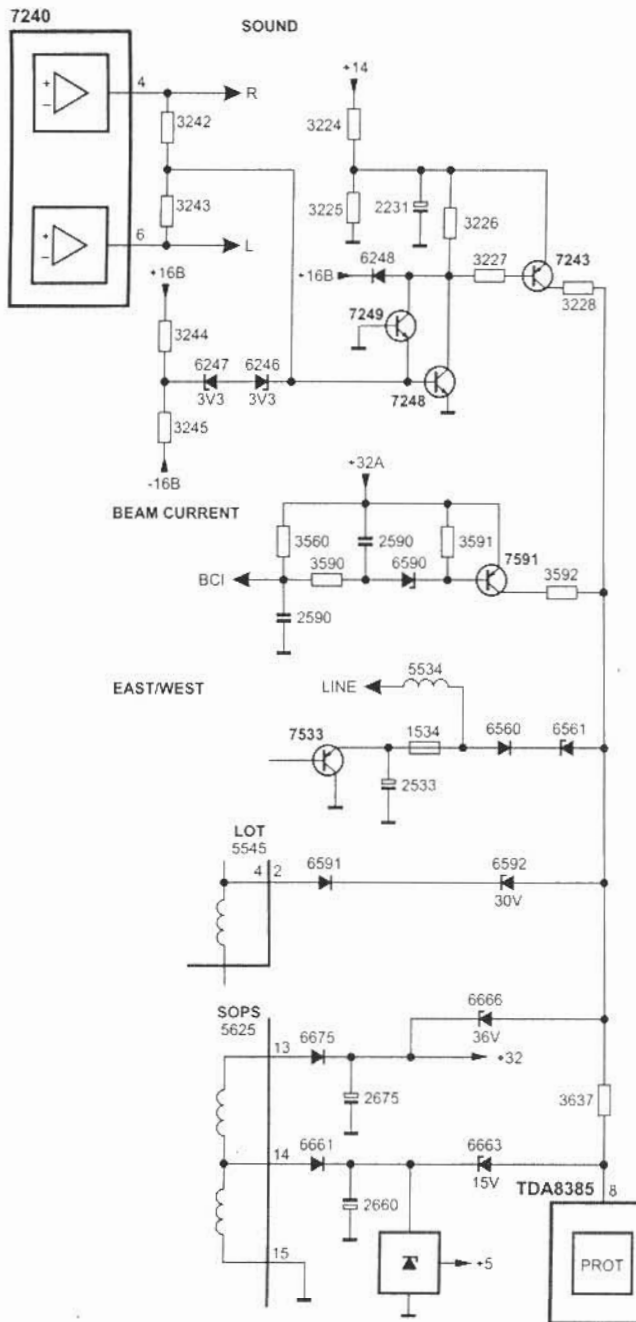 7240
SOUND
4
R
3242
3243
6
L
+14
3224
3225
2231
3226
6248
+16B
3227
7243
3228
7249
7248
+16B
3244
6247
6246
3V3
3V3
3245
-16B
BEAM CURRENT
+32A
3560
2590
3591
7591
3590
6590
3592
BCI
2590
EAST/WEST
LINE
5534
7533
1534
6560
6561
2533
LOT
5545
4
2
6591
6592
30V
SOPS
5625
13
6675
6666
36V
+32
2675
3637
14
6661
6663
15V
TDA8385
8
2660
15
+5
PROT